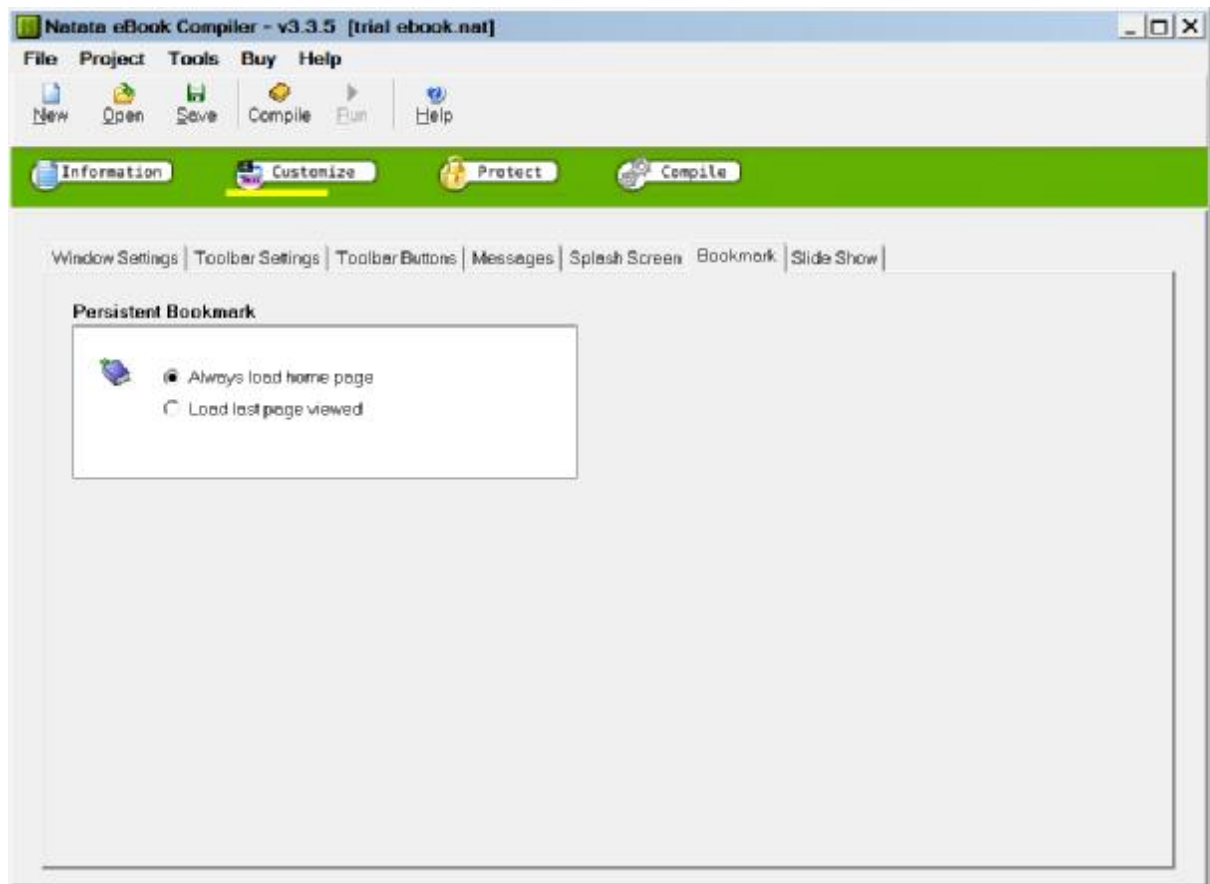 Natata eBook Compiler - v3.3.5 [trial ebook.nat]
File Project Tools Buy Help
New Open Save Compile Run Help
Information Customize Protect Compile
Window Settings Toolbar Settings Toolbar Buttons Messages Splash Screen Bookmark Slide Show
Persistent Bookmark
Always load home page
Load last page viewed